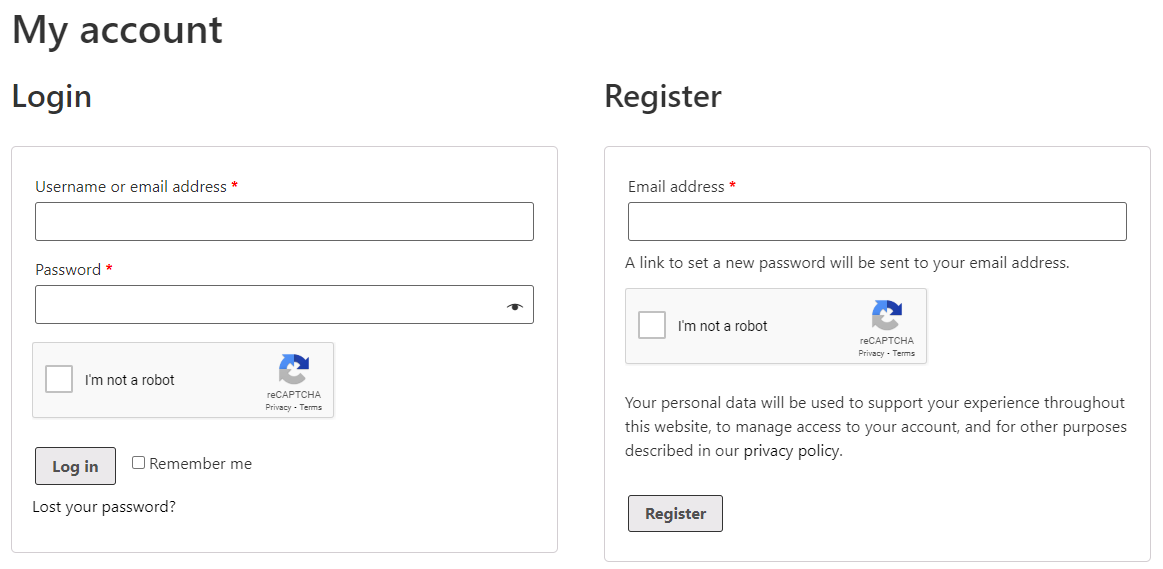 My account
Login
Username or email address *
Password *
I'm not a robot
reCAPTCHA
Privacy - Terms
Log in
Remember me
Lost your password?
Register
Email address *
A link to set a new password will be sent to your email address.
I'm not a robot
reCAPTCHA
Privacy - Terms
Your personal data will be used to support your experience throughout
this website, to manage access to your account, and for other purposes
described in our privacy policy.
Register